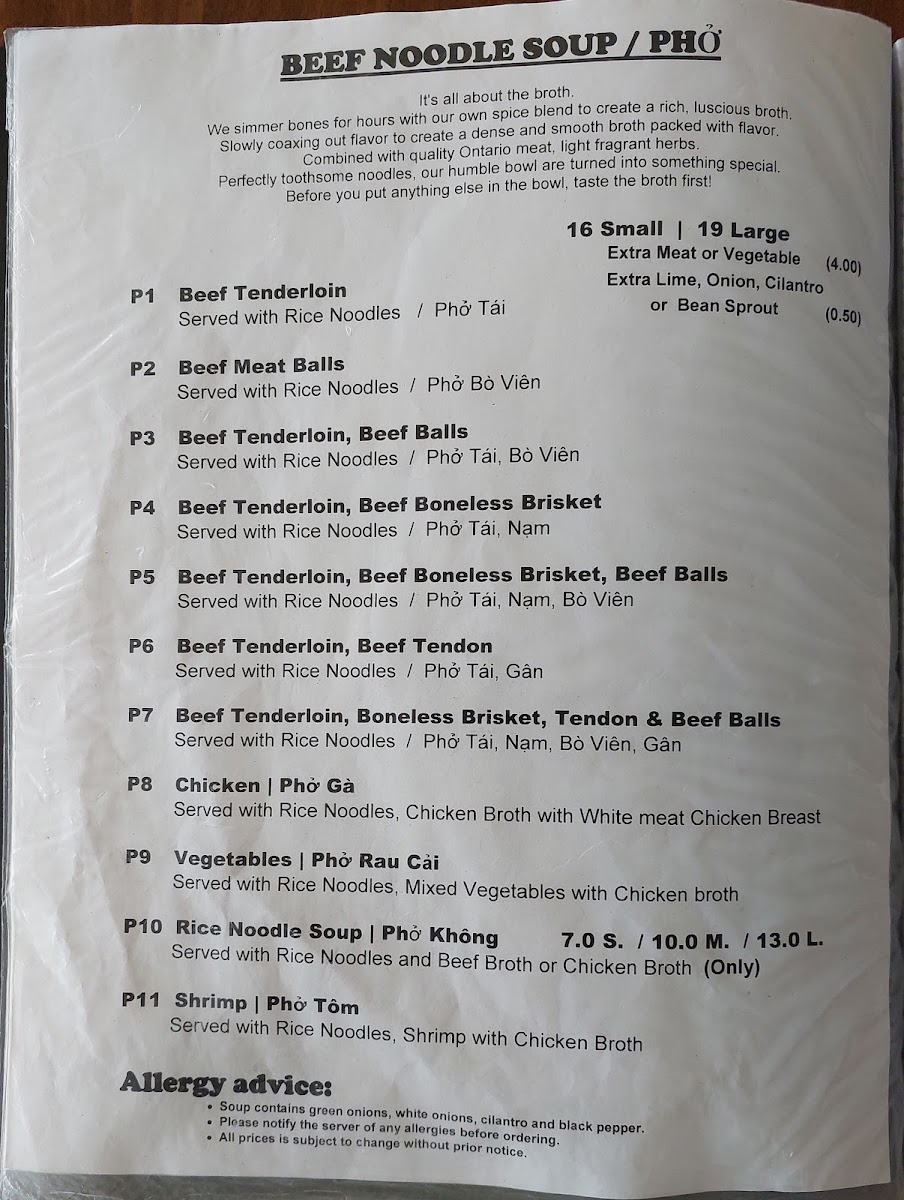 BEEF NOODLE SOUP / PHỞ
It's all about the broth.
We simmer bones for hours with our own spice blend to create a rich, luscious broth.
Slowly coaxing out flavor to create a dense and smooth broth packed with flavor.
Combined with quality Ontario meat, light fragrant herbs.
Perfectly toothsome noodles, our humble bowl are turned into something special.
Before you put anything else in the bowl, taste the broth first!
16 Small | 19 Large
Extra Meat or Vegetable (4.00)
Extra Lime, Onion, Cilantro
or Bean Sprout (0.50)
P1 Beef Tenderloin
Served with Rice Noodles / Phở Tái
P2 Beef Meat Balls
Served with Rice Noodles / Phở Bò Viên
P3 Beef Tenderloin, Beef Balls
Served with Rice Noodles / Phở Tái, Bò Viên
P4 Beef Tenderloin, Beef Boneless Brisket
Served with Rice Noodles / Phở Tái, Nạm
P5 Beef Tenderloin, Beef Boneless Brisket, Beef Balls
Served with Rice Noodles / Phở Tái, Nạm, Bò Viên
P6 Beef Tenderloin, Beef Tendon
Served with Rice Noodles / Phở Tái, Gân
P7 Beef Tenderloin, Boneless Brisket, Tendon & Beef Balls
Served with Rice Noodles / Phở Tái, Nạm, Bò Viên, Gân
P8 Chicken | Phở Gà
Served with Rice Noodles, Chicken Broth with White meat Chicken Breast
P9 Vegetables | Phở Rau Cải
Served with Rice Noodles, Mixed Vegetables with Chicken broth
P10 Rice Noodle Soup | Phở Không 7.0 S. / 10.0 M. / 13.0 L.
Served with Rice Noodles and Beef Broth or Chicken Broth (Only)
P11 Shrimp | Phở Tôm
Served with Rice Noodles, Shrimp with Chicken Broth
Allergy advice:
• Soup contains green onions, white onions, cilantro and black pepper.
• Please notify the server of any allergies before ordering.
• All prices is subject to change without prior notice.